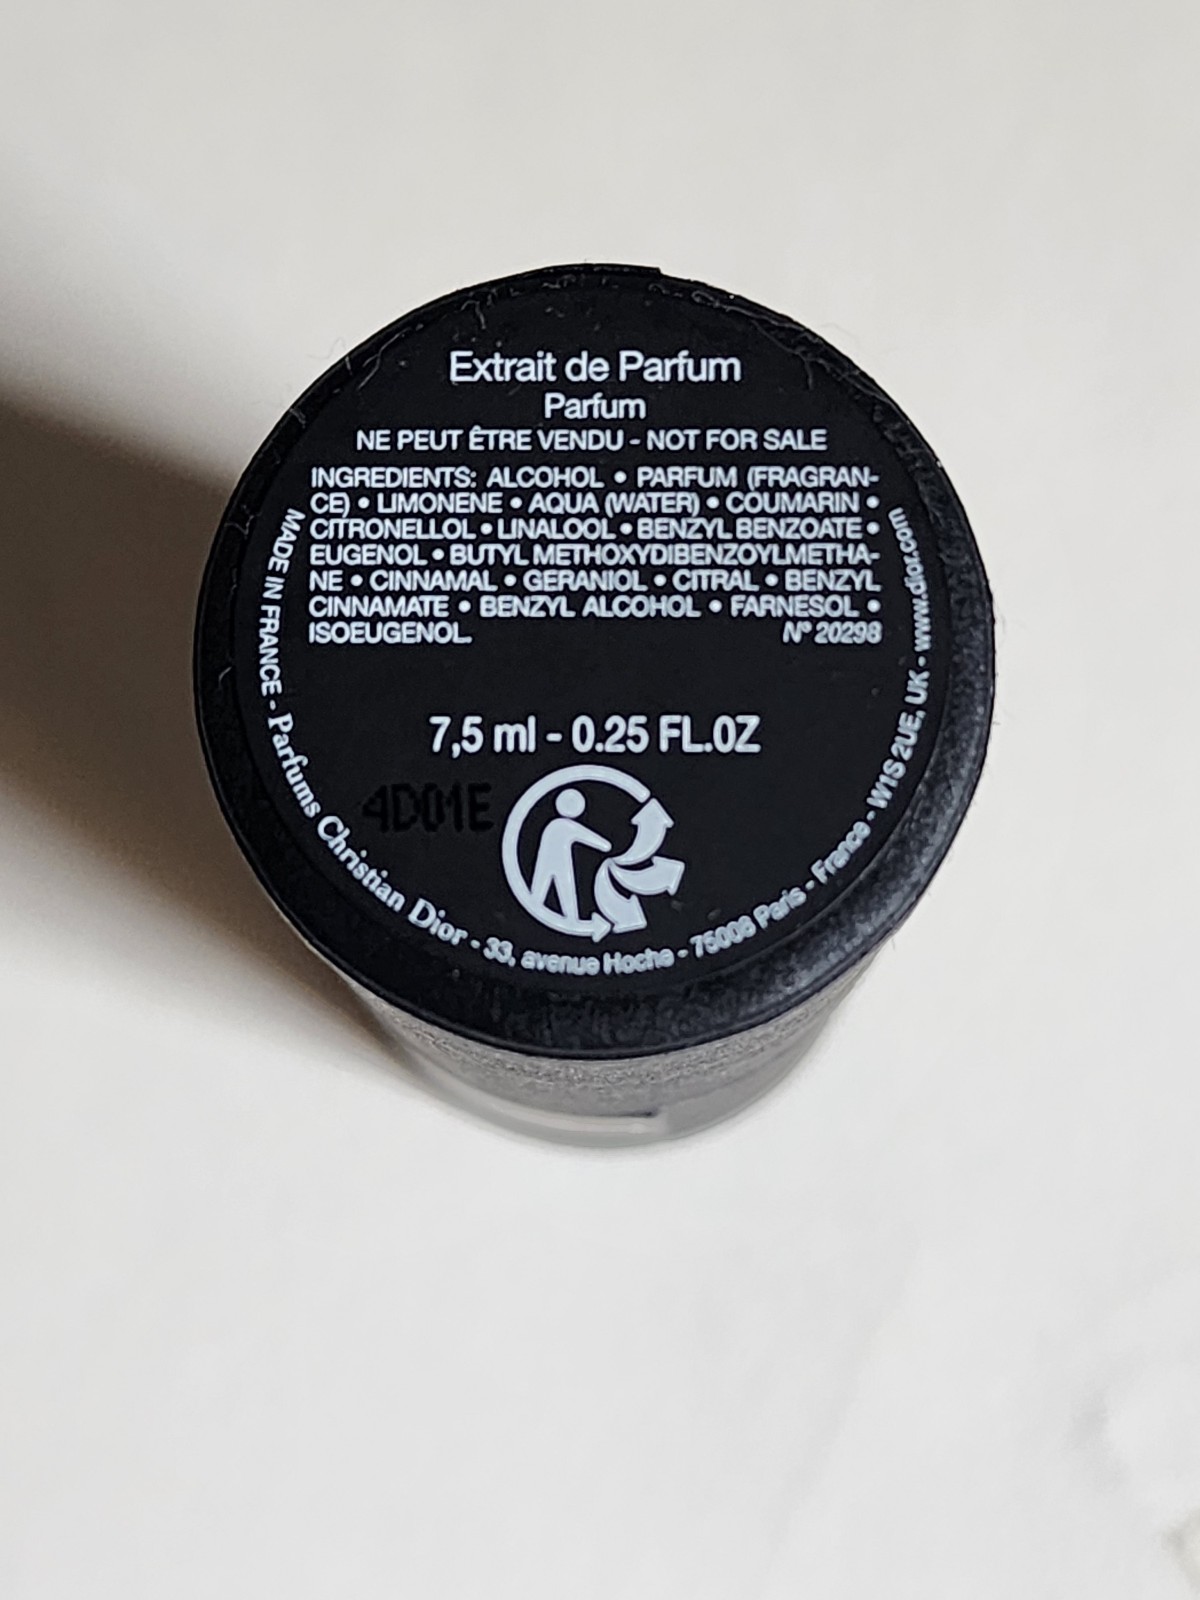 Extrait de Parfum
Parfum
NE PEUT ÊTRE VENDU - NOT FOR SALE
INGREDIENTS: ALCOHOL • PARFUM (FRAGRAN-
CE) • LIMONENE • AQUA (WATER) • COUMARIN •
CITRONELLOL • LINALOOL • BENZYL BENZOATE •
EUGENOL • BUTYL METHOXYDIBENZOYLMETHA-
NE • CINNAMAL • GERANIOL • CITRAL • BENZYL
CINNAMATE • BENZYL ALCOHOL • FARNESOL •
ISOEUGENOL. N° 20298
7,5 ml - 0.25 FL.OZ
4D01E
MADE IN FRANCE - Parfums Christian Dior - 33, avenue Hoche - 75008 Paris - France - W1S 2UE, UK - www.dior.com